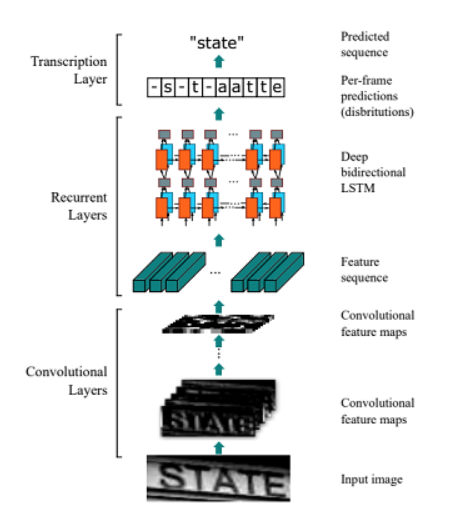 "state"
Predicted
sequence
Transcription
Layer
-s-t-aatte
Per-frame
predictions
(disbritutions)
Deep
bidirectional
LSTM
Recurrent
Layers
...
Feature
sequence
Convolutional
feature maps
Convolutional
Layers
STATE
Convolutional
feature maps
STATE
Input image